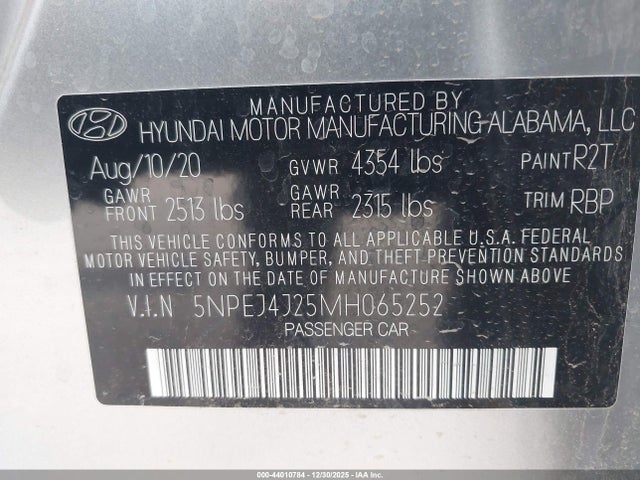 MANUFACTURED BY
HYUNDAI MOTOR MANUFACTURING ALABAMA, LLC
Aug/10/20 GVWR 4354 lbs PAINT R2T
GAWR FRONT 2513 lbs GAWR REAR 2315 lbs TRIM RBP
THIS VEHICLE CONFORMS TO ALL APPLICABLE U.S.A. FEDERAL
MOTOR VEHICLE SAFETY, BUMPER, AND THEFT PREVENTION STANDARDS
IN EFFECT ON THE DATE OF MANUFACTURE SHOWN ABOVE.
V.I.N 5NPEJ4J25MH065252
PASSENGER CAR
000-44010784 - 12/30/2025 - IAA Inc.